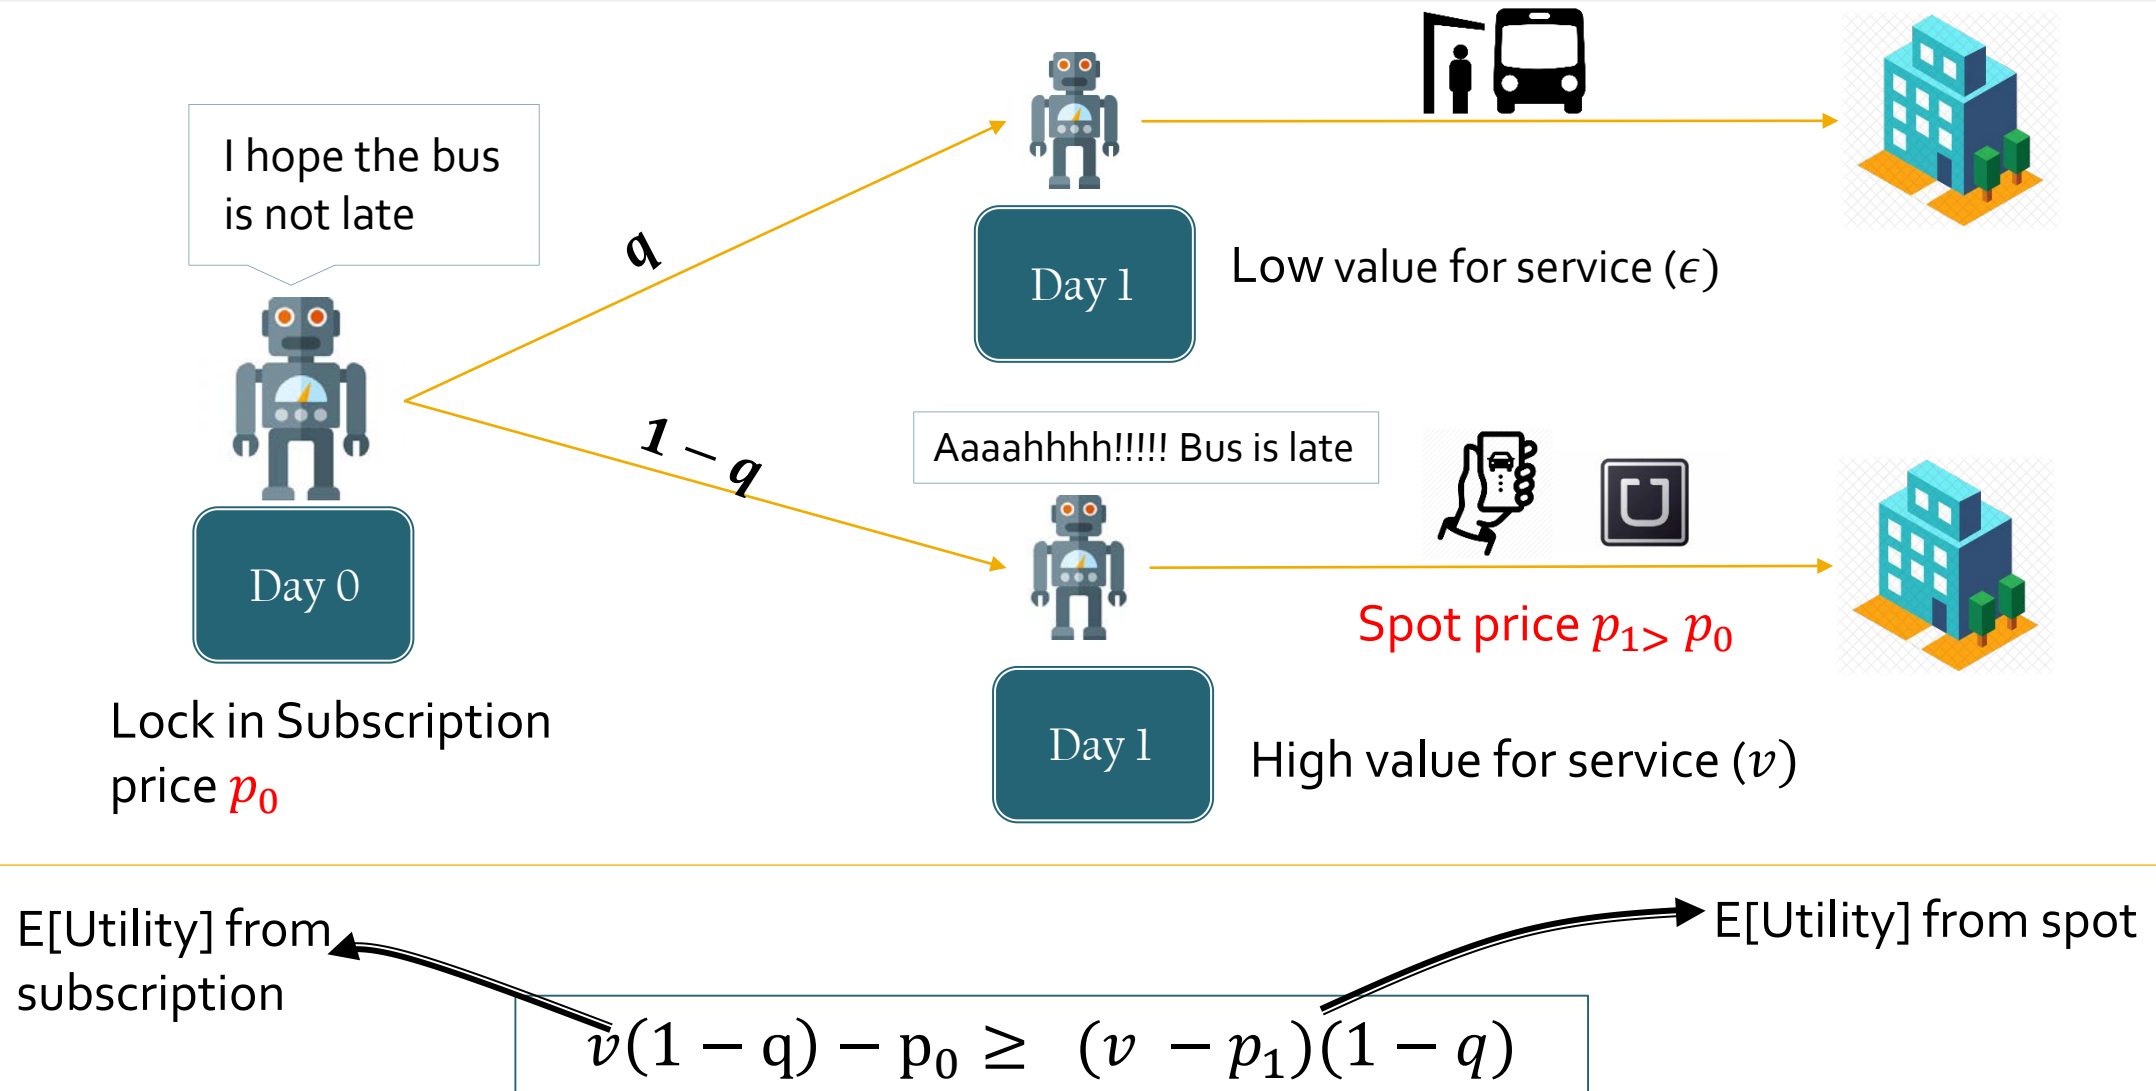 I hope the bus
is not late
q
Day 1
Low value for service (ϵ)
1 − q
Aaaahhhh!!!!! Bus is late
U
Day 0
Spot price p₁> p₀
Lock in Subscription
price p₀
Day 1
High value for service (v)
E[Utility] from
subscription
E[Utility] from spot
v(1 − q) − p₀ ≥ (v − p₁)(1 − q)